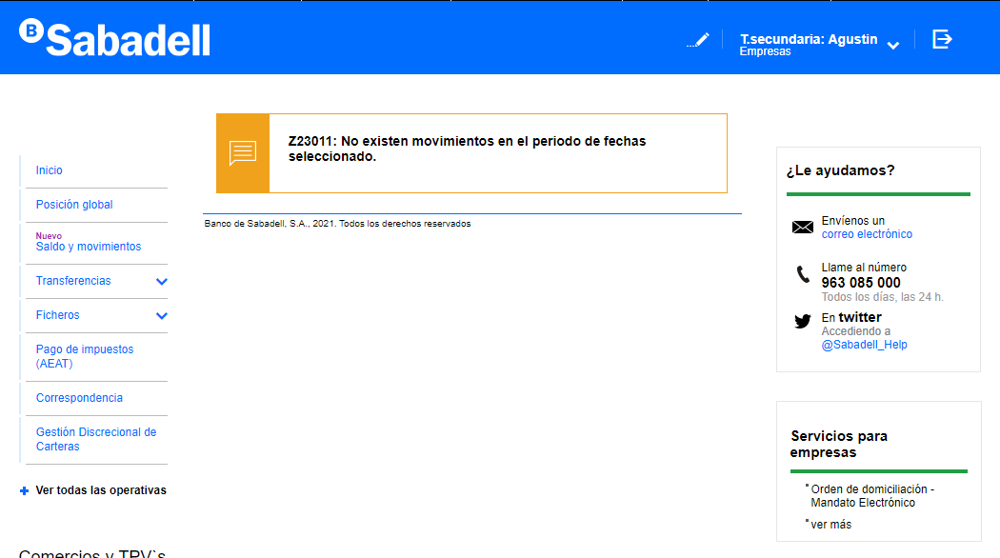 B Sabadell
T.secundaria: Agustin
Empresas
Inicio
Posición global
Nuevo
Saldo y movimientos
Transferencias
Ficheros
Pago de impuestos
(AEAT)
Correspondencia
Gestión Discrecional de
Carteras
Ver todas las operativas
Comercios y TPV`s
Z23011: No existen movimientos en el periodo de fechas
seleccionado.
Banco de Sabadell, S.A., 2021. Todos los derechos reservados
¿Le ayudamos?
Envíenos un
correo electrónico
Llame al número
963 085 000
Todos los días, las 24 h.
En twitter
Accediendo a
@Sabadell_Help
Servicios para
empresas
Orden de domiciliación -
Mandato Electrónico
ver más